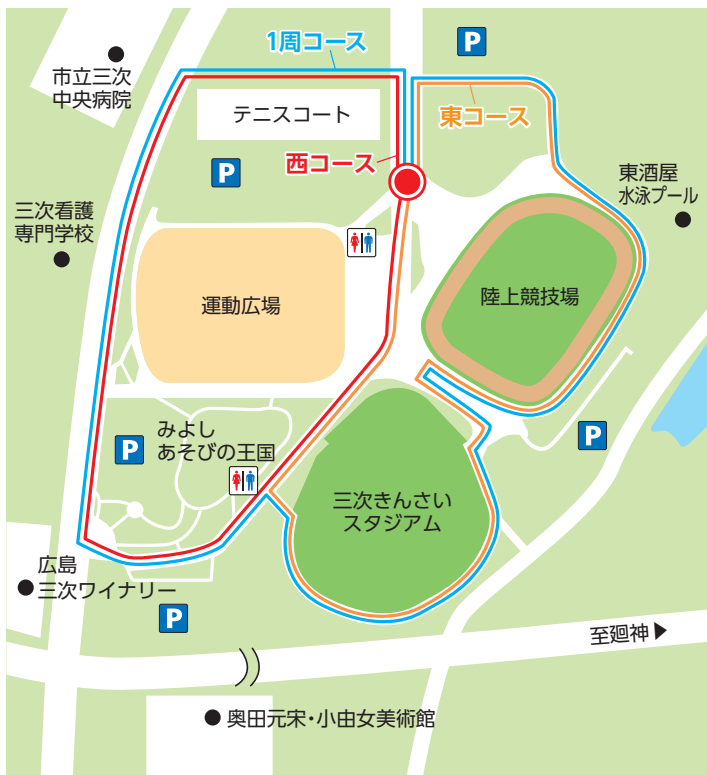 1周コース
P
市立三次
中央病院
テニスコート
東コース
西コース
P
東酒屋
水泳プール
三次看護
専門学校
運動広場
陸上競技場
みよし
あそびの王国
P
P
三次きんさい
スタジアム
広島
三次ワイナリー
P
至廻神
奥田元宋・小由女美術館